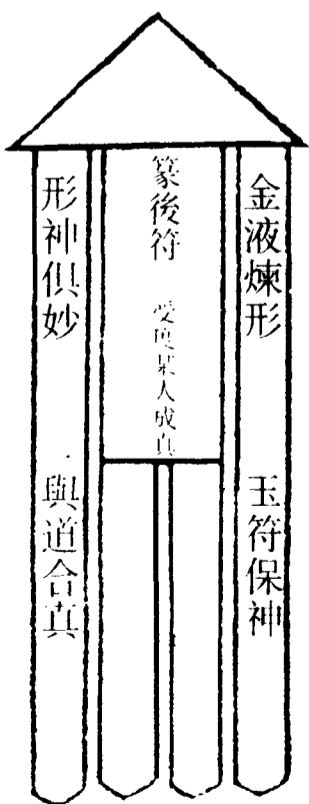 金液煉形　玉符保神
篆後符　受度某人成真
形神俱妙　與道合真